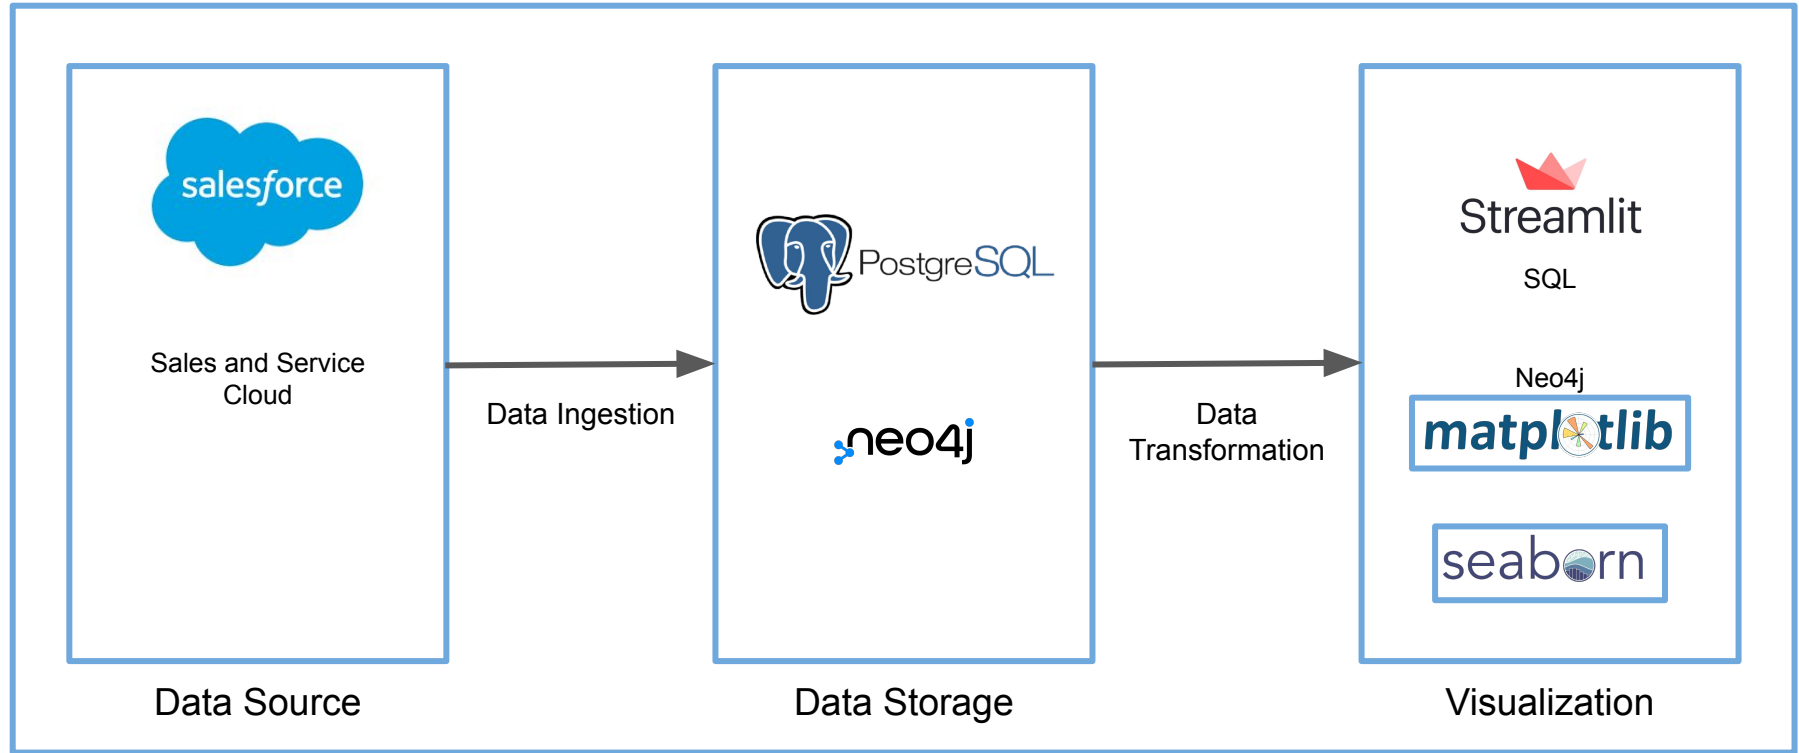 salesforce
Sales and Service
Cloud
Data Source
Data Ingestion
PostgreSQL
neo4j
Data Storage
Data
Transformation
Streamlit
SQL
Neo4j
matplotlib
seaborn
Visualization